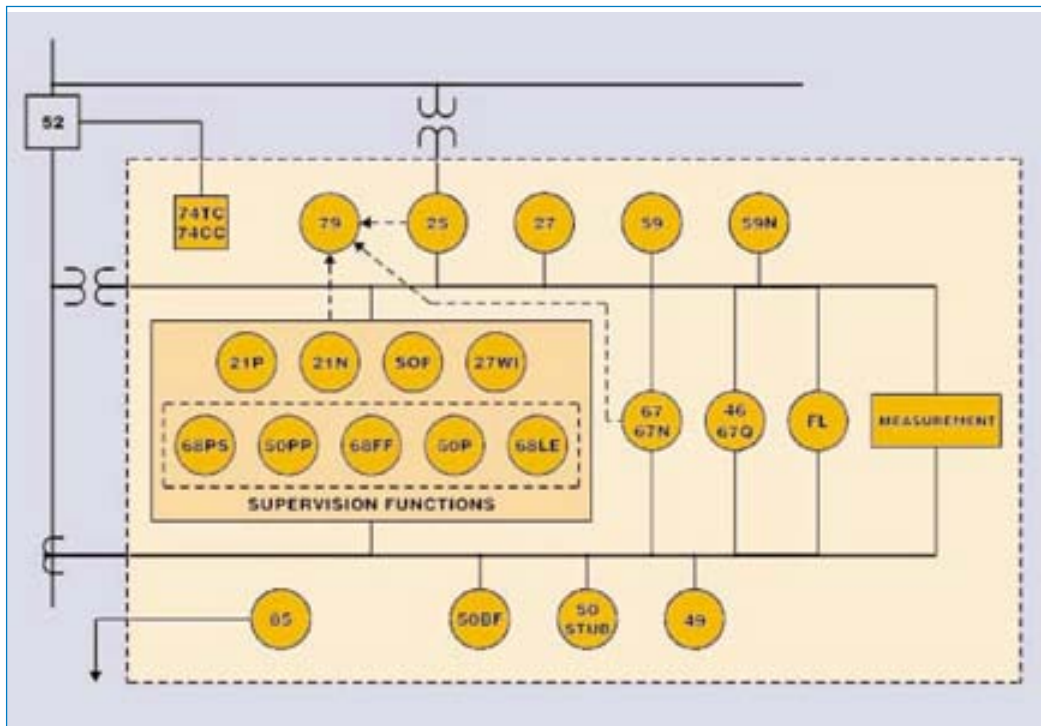 52
74TC
74CC
79
25
27
59
59N
21P
21N
SOF
27WI
67
67N
46
67Q
FL
MEASUREMENT
68PS
50PP
68FF
50P
68LE
SUPERVISION FUNCTIONS
85
50BF
50
STUB
49